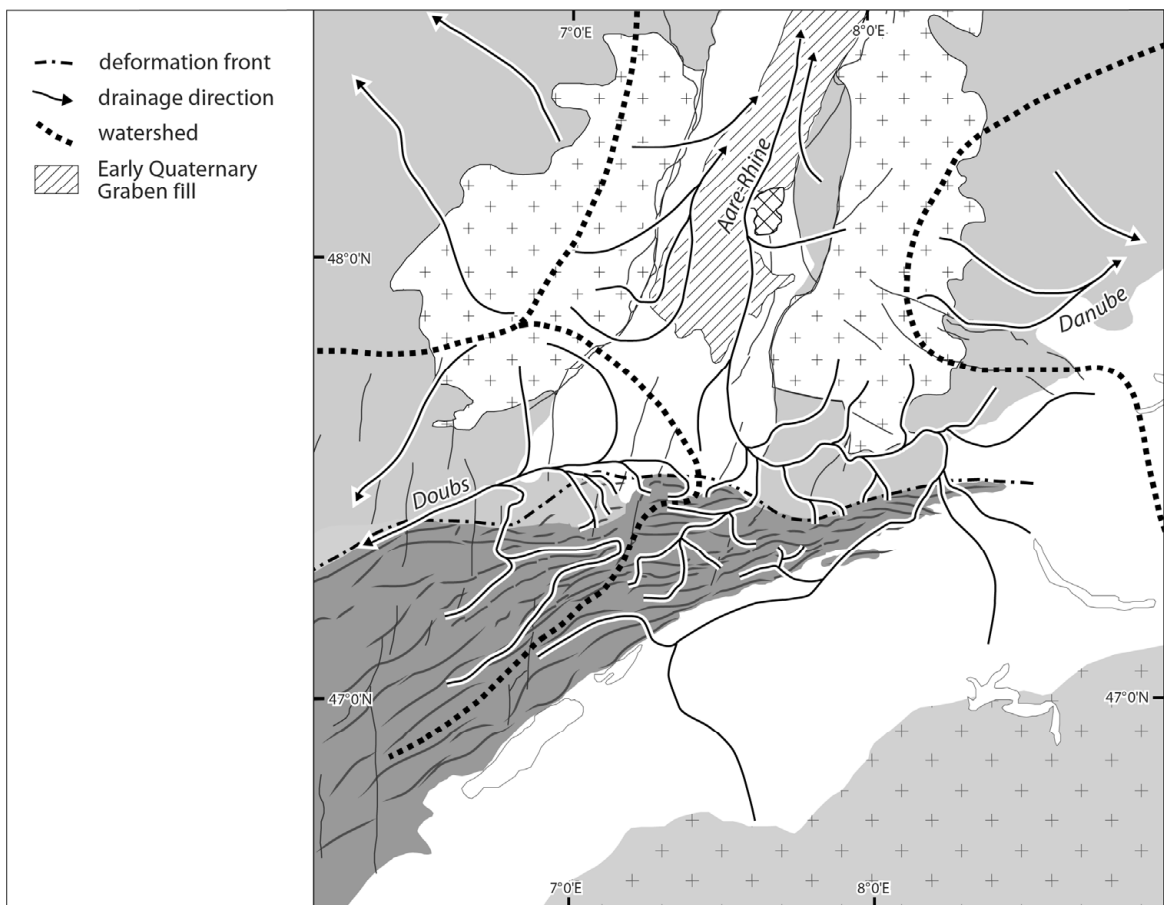 deformation front
drainage direction
watershed
Early Quaternary
Graben fill
7°0'E
8°0'E
Aare-Rhine
48°0'N
Danube
Doubs
47°0'N
47°0'N
7°0'E
8°0'E